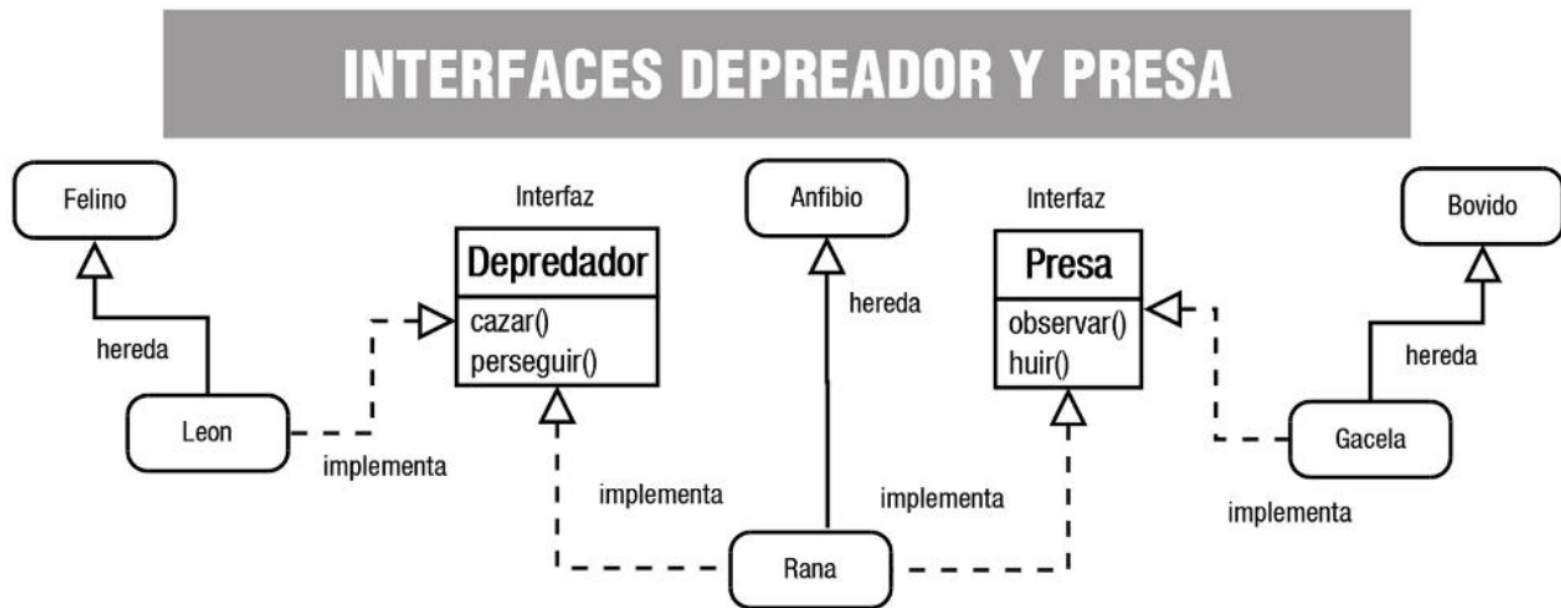 INTERFACES DEPREADOR Y PRESA
Felino
Interfaz
Anfibio
Interfaz
Bovido
Depredador
Presa
hereda
cazar()
observar()
perseguir()
huir()
hereda
hereda
Leon
Gacela
implementa
implementa
implementa
implementa
Rana